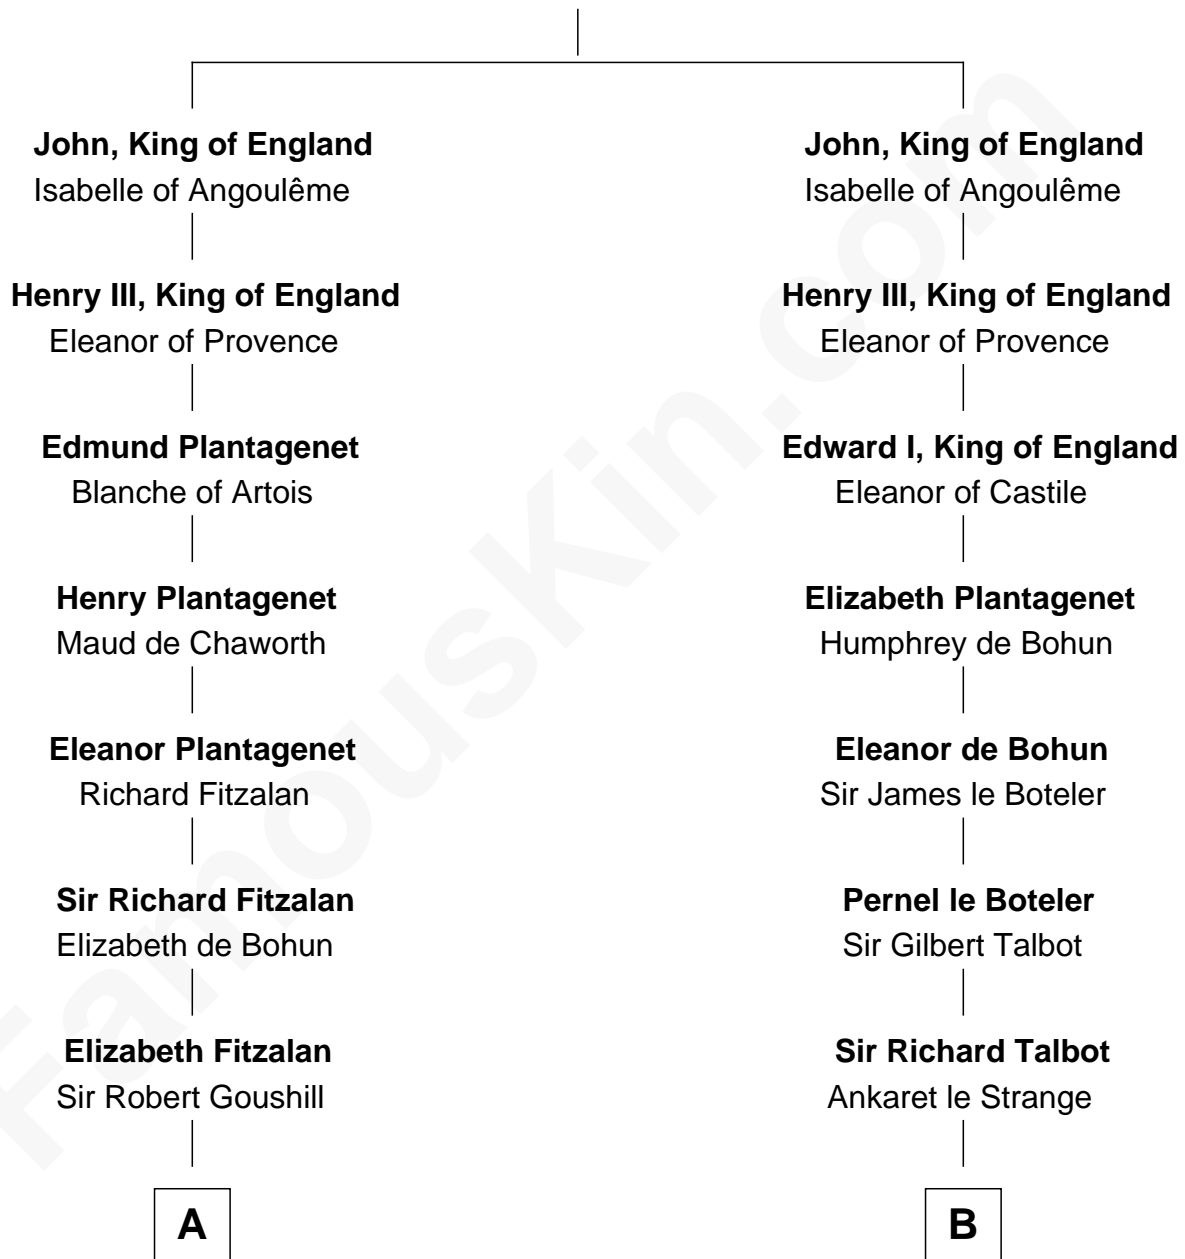 John, King of England
Isabelle of Angoulême
Henry III, King of England
Eleanor of Provence
Edmund Plantagenet
Blanche of Artois
Henry Plantagenet
Maud de Chaworth
Eleanor Plantagenet
Richard Fitzalan
Sir Richard Fitzalan
Elizabeth de Bohun
Elizabeth Fitzalan
Sir Robert Goushill
A
John, King of England
Isabelle of Angoulême
Henry III, King of England
Eleanor of Provence
Edward I, King of England
Eleanor of Castile
Elizabeth Plantagenet
Humphrey de Bohun
Eleanor de Bohun
Sir James le Boteler
Pernel le Boteler
Sir Gilbert Talbot
Sir Richard Talbot
Ankaret le Strange
B
FamousKin.com